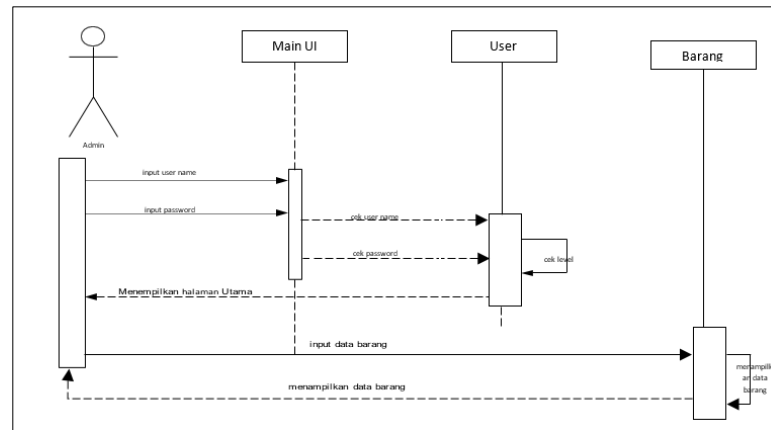 Main UI
User
Barang
Admin
input user name
input password
cek user name
cek password
cek level
Menempilkan halaman Utama
input data barang
menampilk
an data
barang
menampilkan data barang